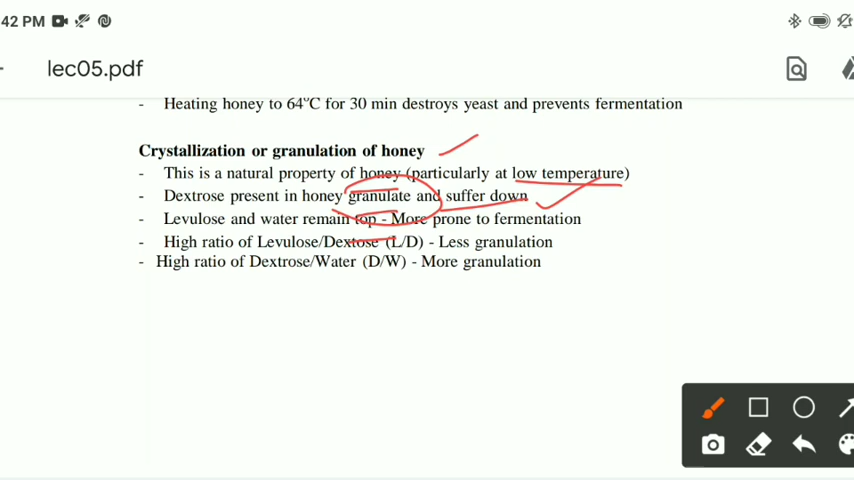 42 PM
lec05.pdf
- Heating honey to 64°C for 30 min destroys yeast and prevents fermentation
Crystallization or granulation of honey
- This is a natural property of honey (particularly at low temperature)
- Dextrose present in honey granulate and suffer down
- Levulose and water remain top - More prone to fermentation
- High ratio of Levulose/Dextose (L/D) - Less granulation
- High ratio of Dextrose/Water (D/W) - More granulation